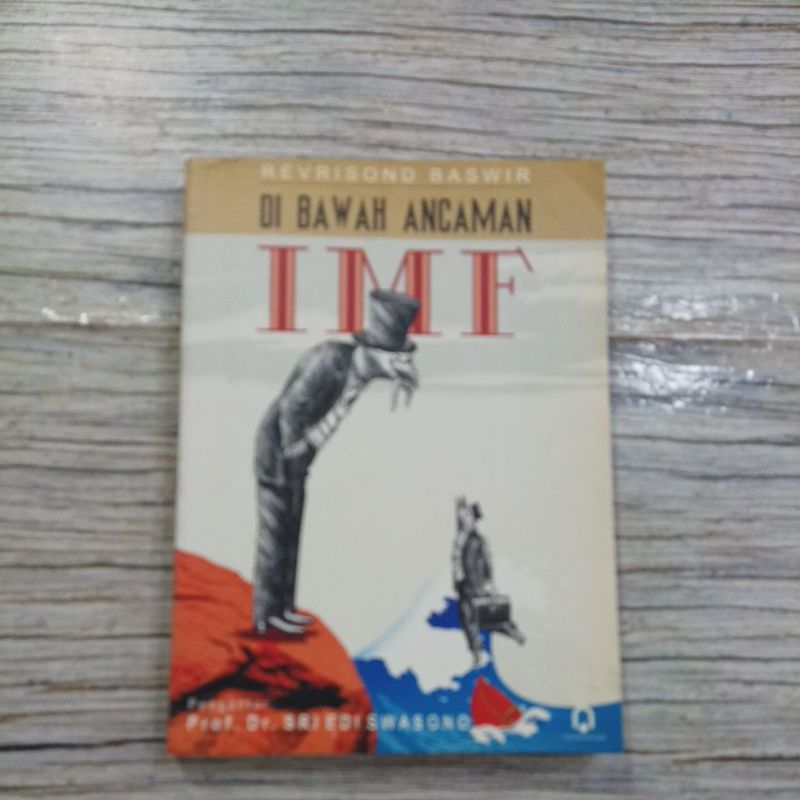 REVRISOND BASWIR
DI BAWAH ANCAMAN
IMF
Pengantar
Prof. Dr. SRI EDI SWASONO